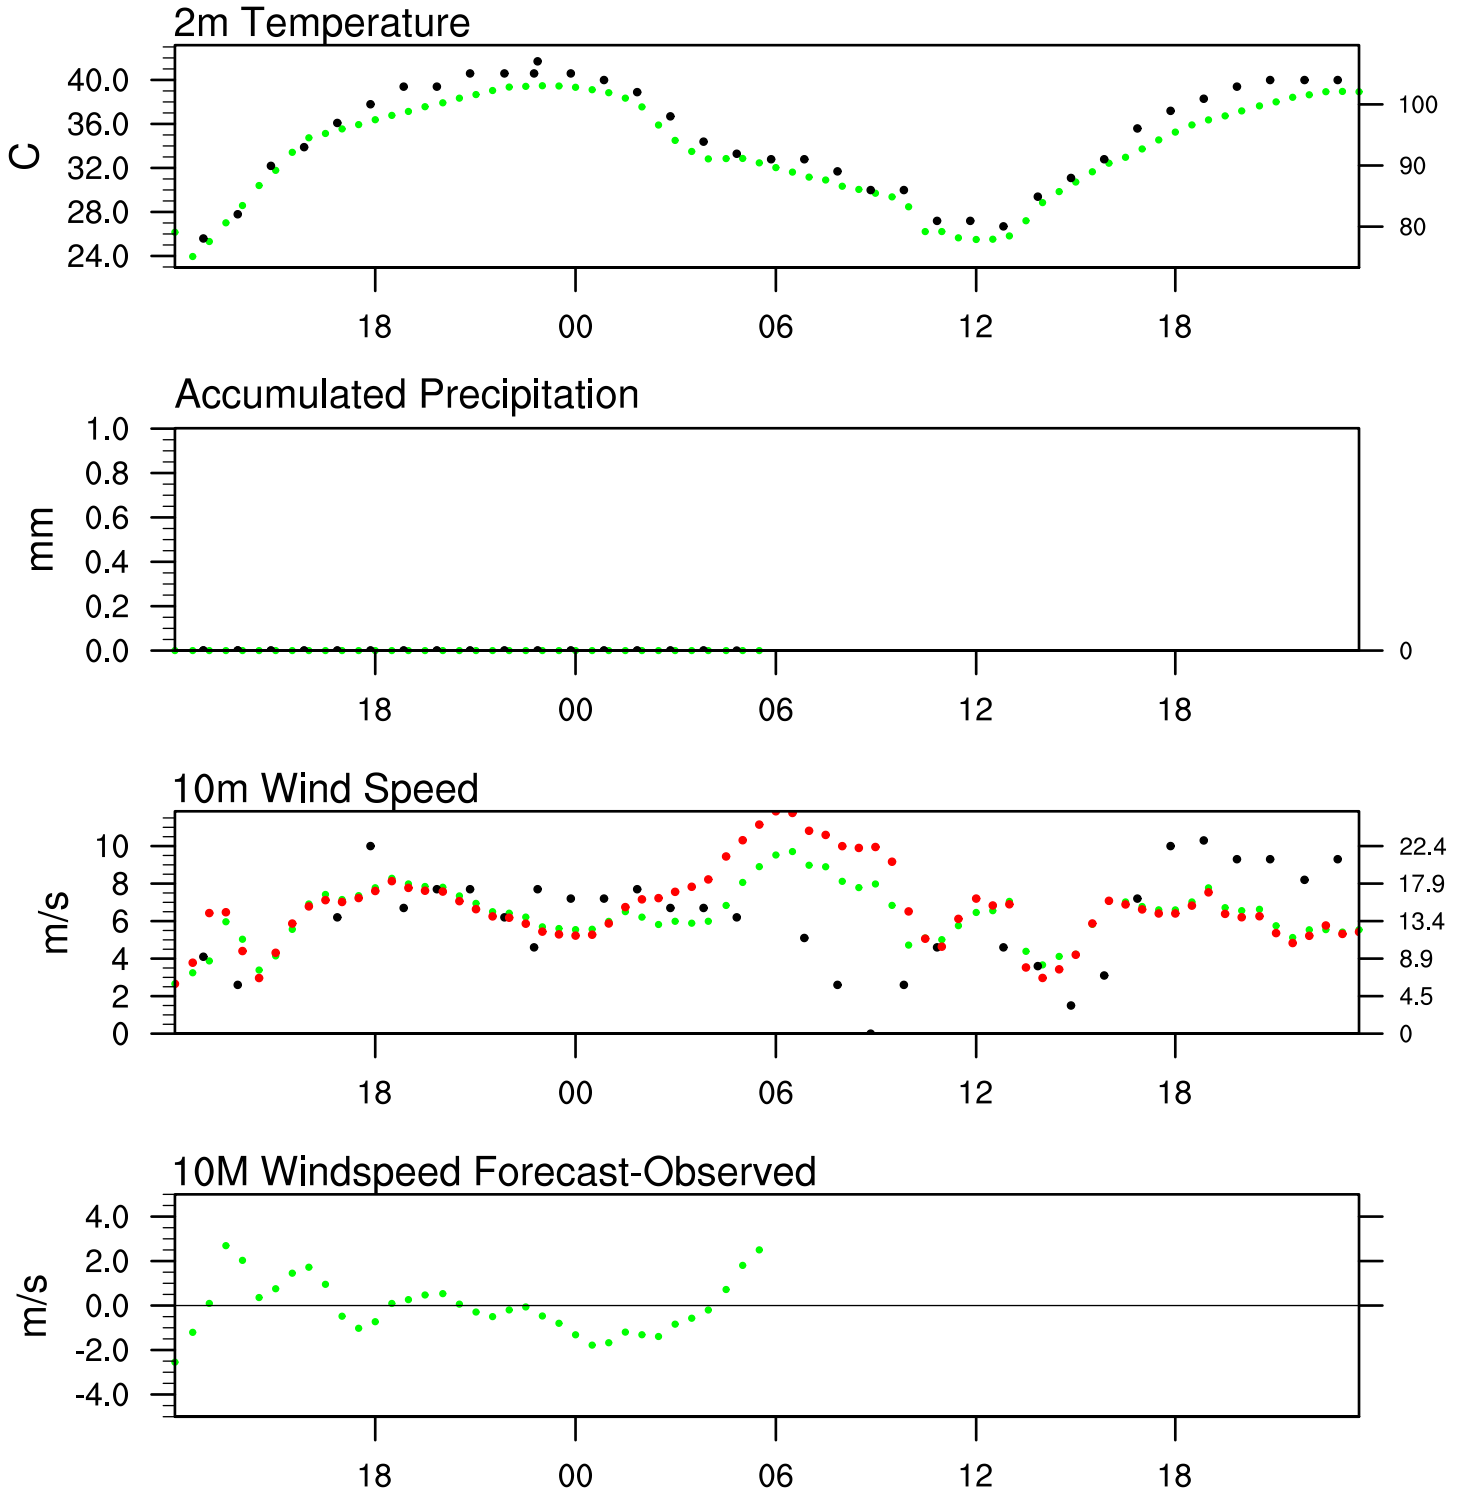 2m Temperature
40.0
36.0
32.0
28.0
24.0
C
100
90
80
18 00 06 12 18
Accumulated Precipitation
1.0
0.8
0.6
0.4
0.2
0.0
mm
0
18 00 06 12 18
10m Wind Speed
10
8
6
4
2
0
m/s
22.4
17.9
13.4
8.9
4.5
0
18 00 06 12 18
10M Windspeed Forecast-Observed
4.0
2.0
0.0
-2.0
-4.0
m/s
18 00 06 12 18